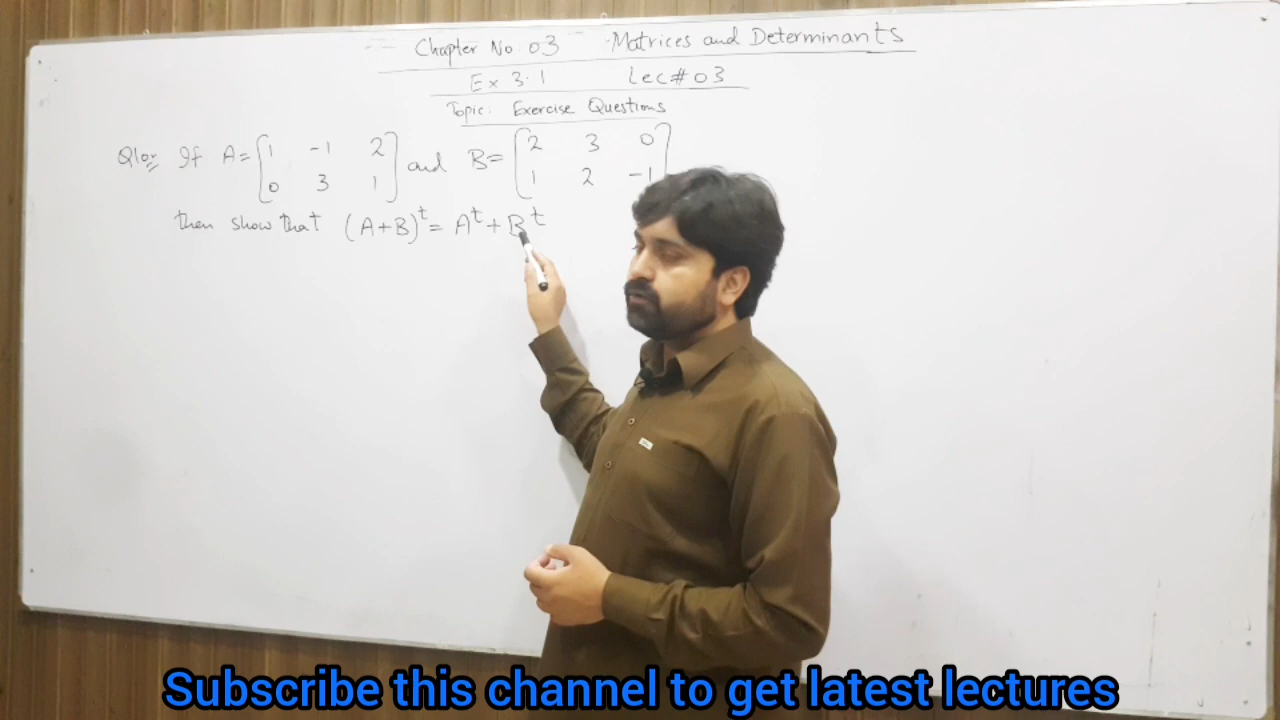 Chapter No. 03 Matrices and Determinants
Ex 3.1 Lec#03
Topic: Exercise Questions
Q10: If A = [1 -1 2
0 3 1] and B = [2 3 0
1 2 -1]
then show that (A+B)^t = A^t + B^t
Subscribe this channel to get latest lectures